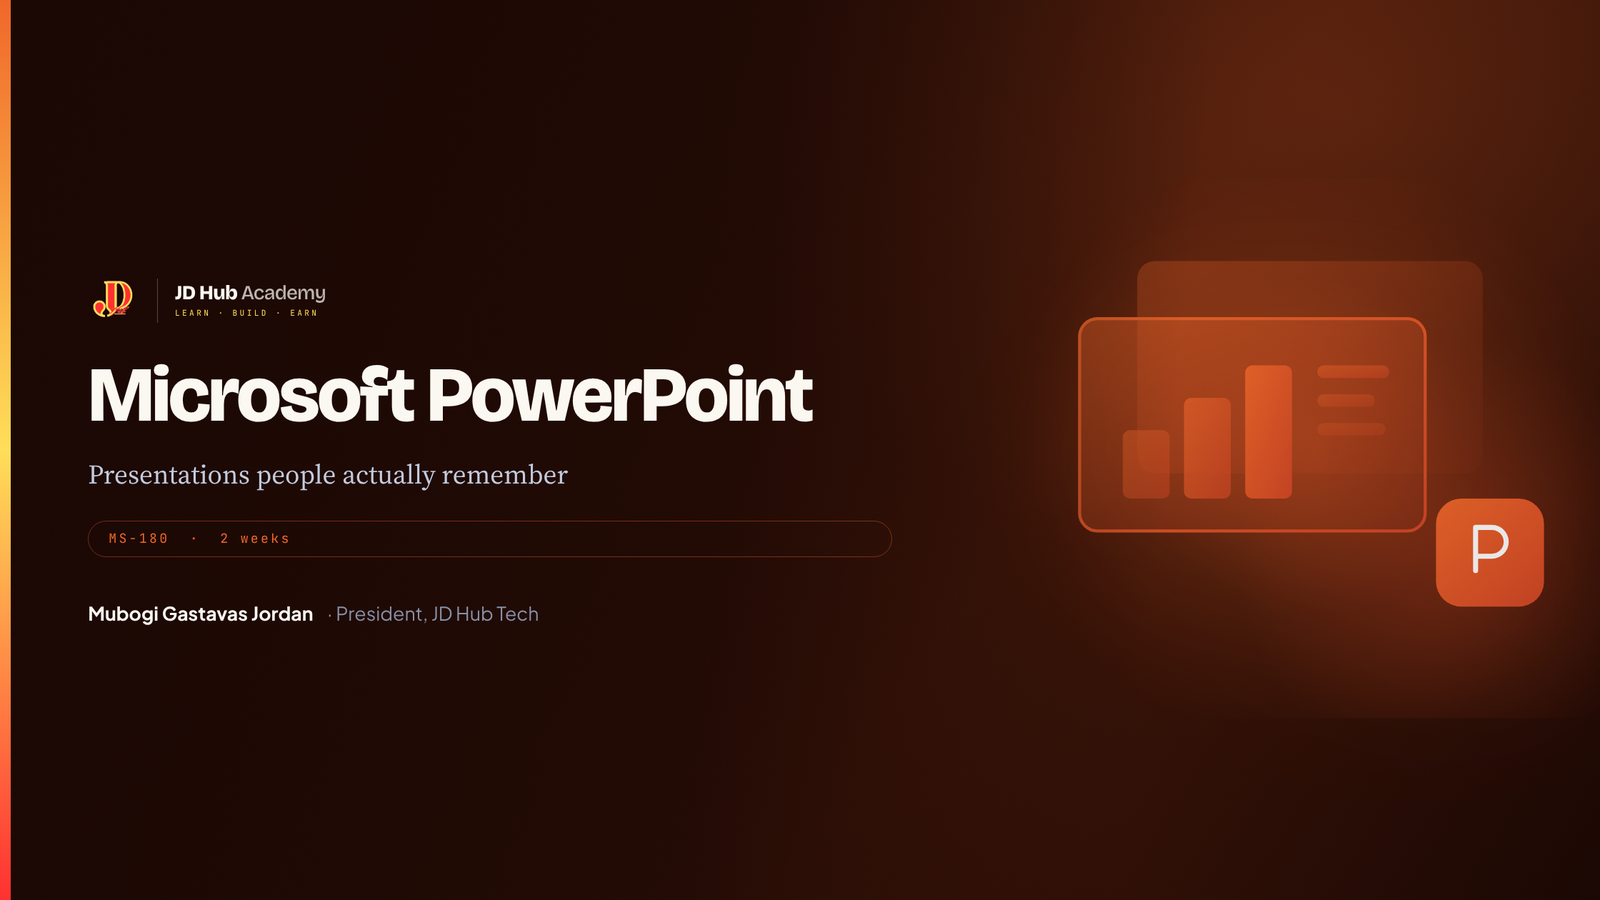 JD Hub Academy
LEARN · BUILD · EARN
Microsoft PowerPoint
Presentations people actually remember
MS-180 · 2 weeks
Mubogi Gastavas Jordan · President, JD Hub Tech
JD
P